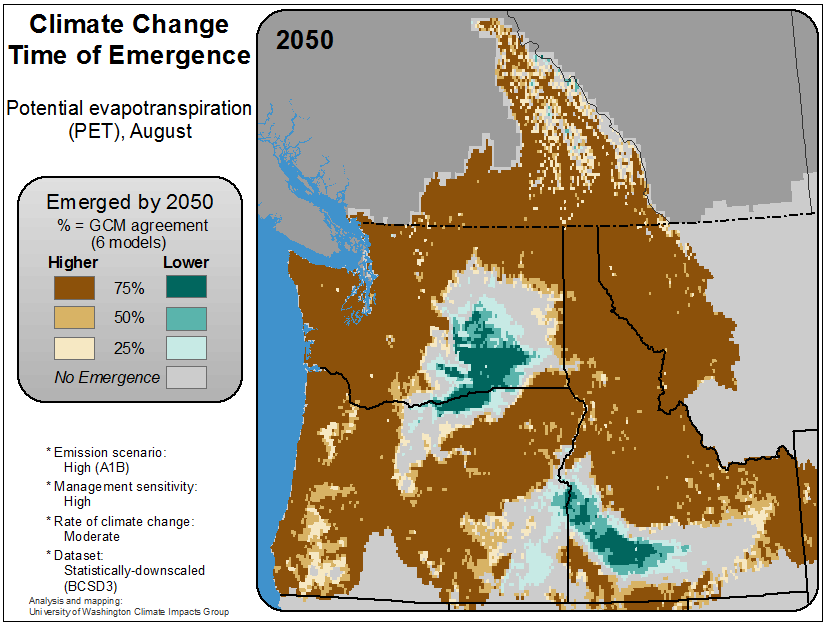 Climate Change
Time of Emergence
2050
Potential evapotranspiration
(PET), August
Emerged by 2050
% = GCM agreement
(6 models)
Higher Lower
75%
50%
25%
No Emergence
* Emission scenario:
High (A1B)
* Management sensitivity:
High
* Rate of climate change:
Moderate
* Dataset:
Statistically-downscaled
(BCSD3)
Analysis and mapping:
University of Washington Climate Impacts Group